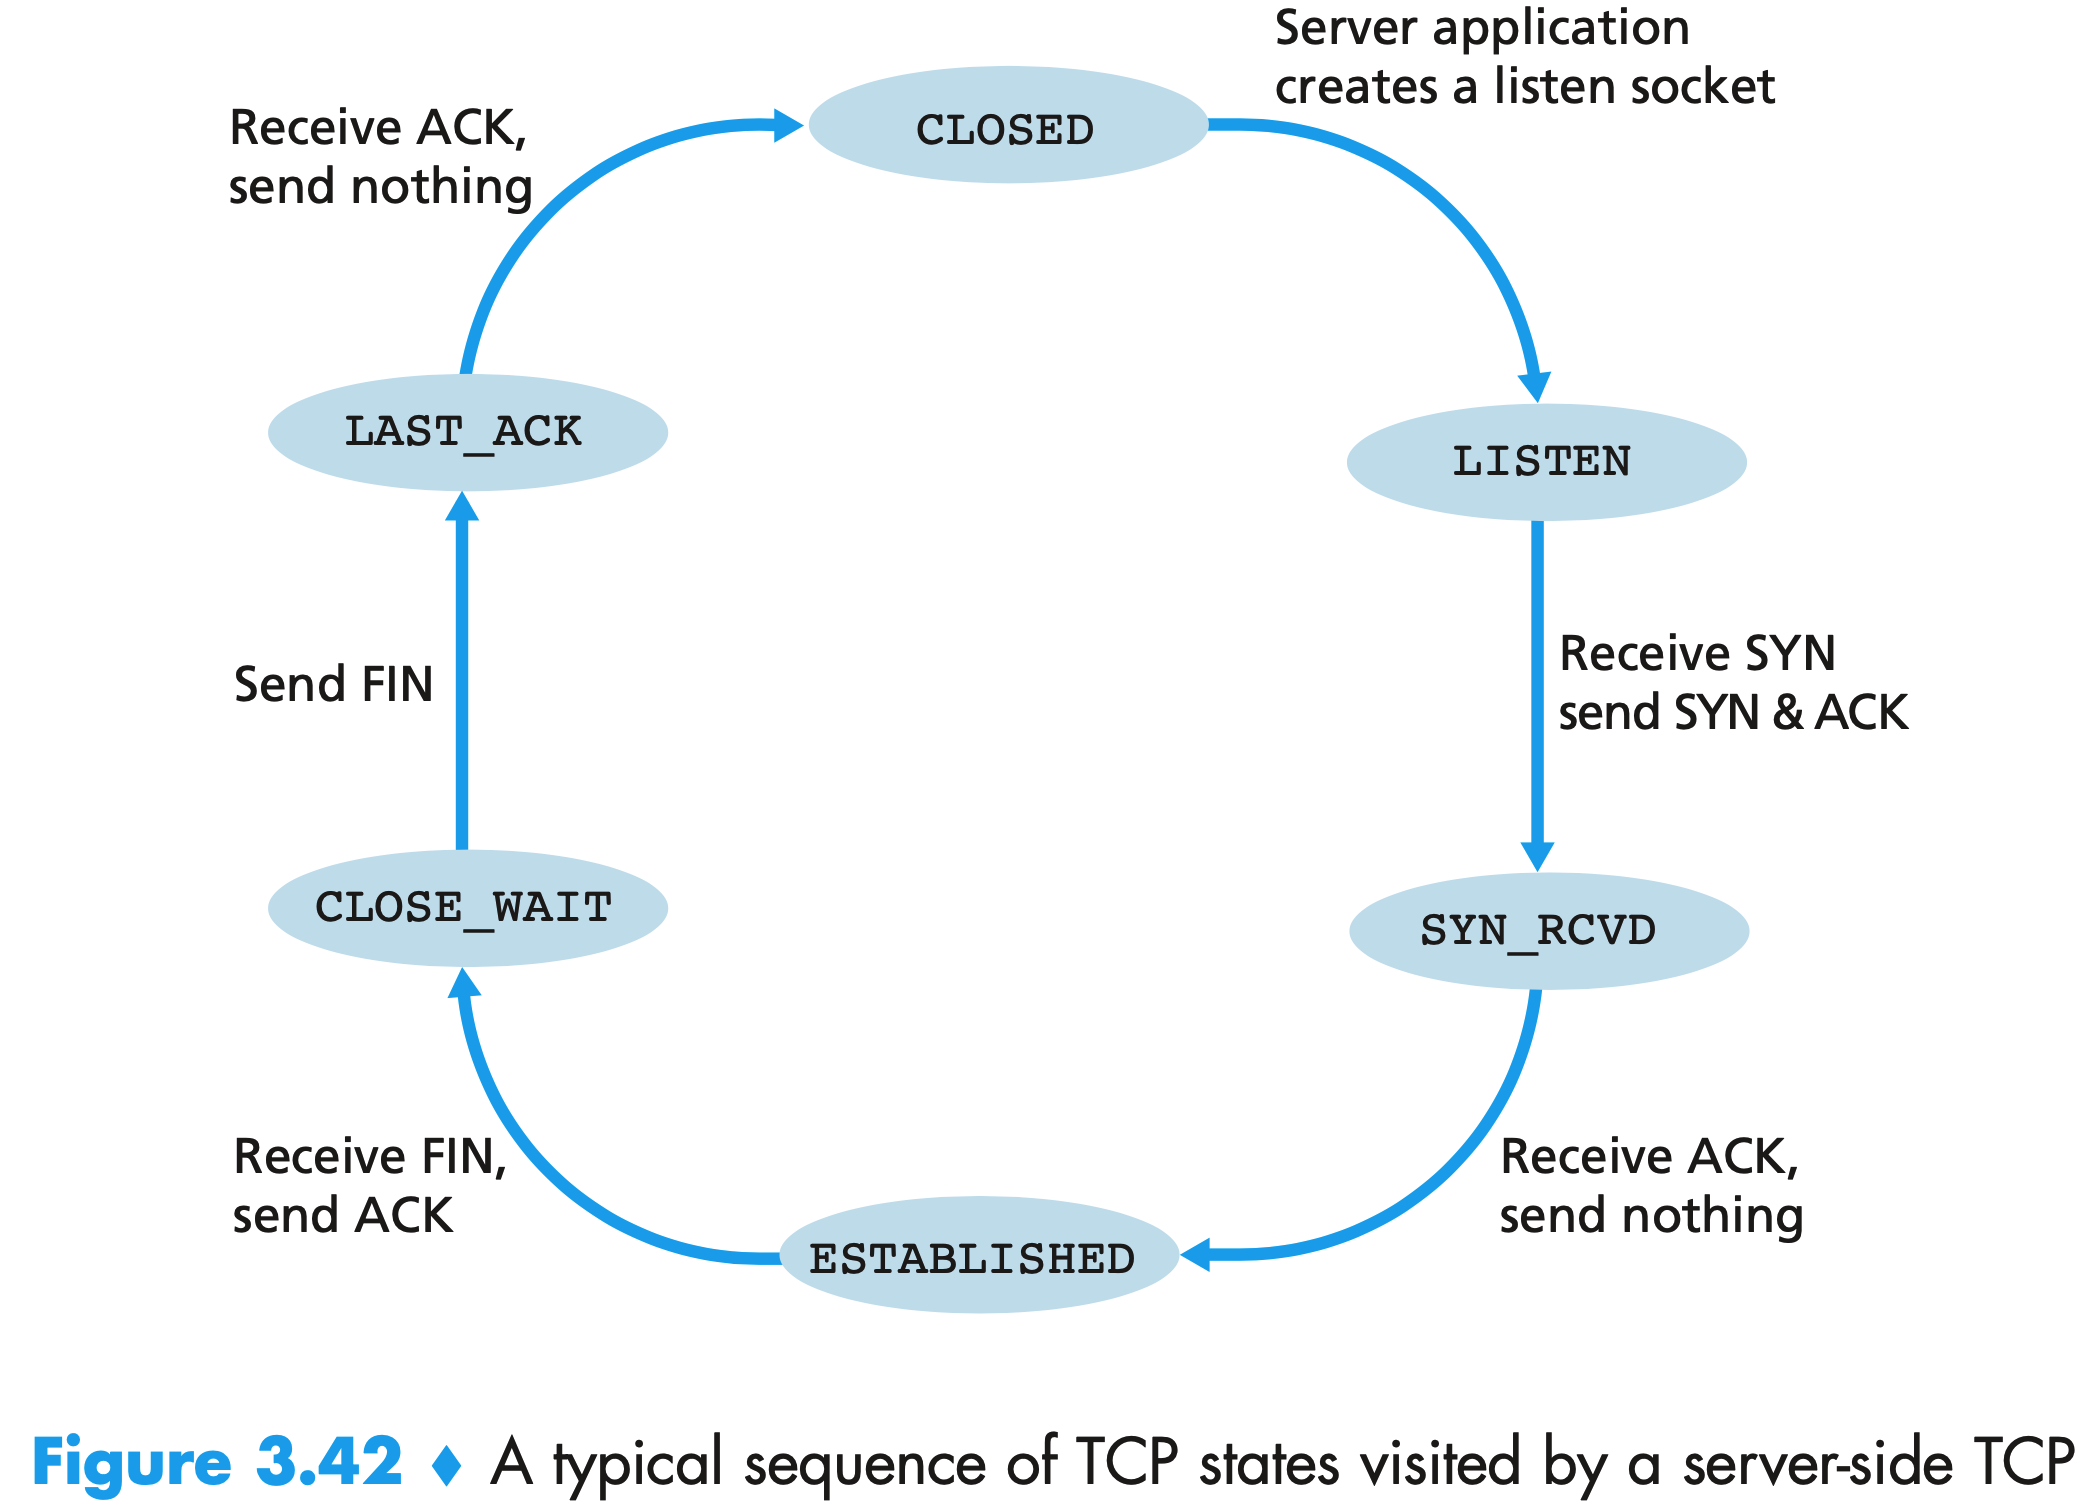 Server application
creates a listen socket
CLOSED
Receive ACK,
send nothing
LAST_ACK
LISTEN
Receive SYN
send SYN & ACK
Send FIN
CLOSE_WAIT
SYN_RCVD
Receive FIN,
send ACK
Receive ACK,
send nothing
ESTABLISHED
Figure 3.42 ♦ A typical sequence of TCP states visited by a server-side TCP